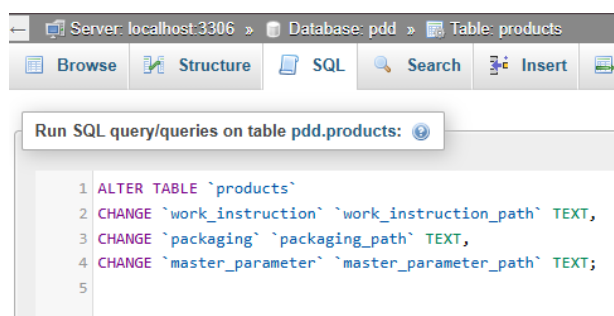 Server: localhost:3306 » Database: pdd » Table: products
Browse Structure SQL Search Insert
Run SQL query/queries on table pdd.products:
1 ALTER TABLE `products`
2 CHANGE `work_instruction` `work_instruction_path` TEXT,
3 CHANGE `packaging` `packaging_path` TEXT,
4 CHANGE `master_parameter` `master_parameter_path` TEXT;
5